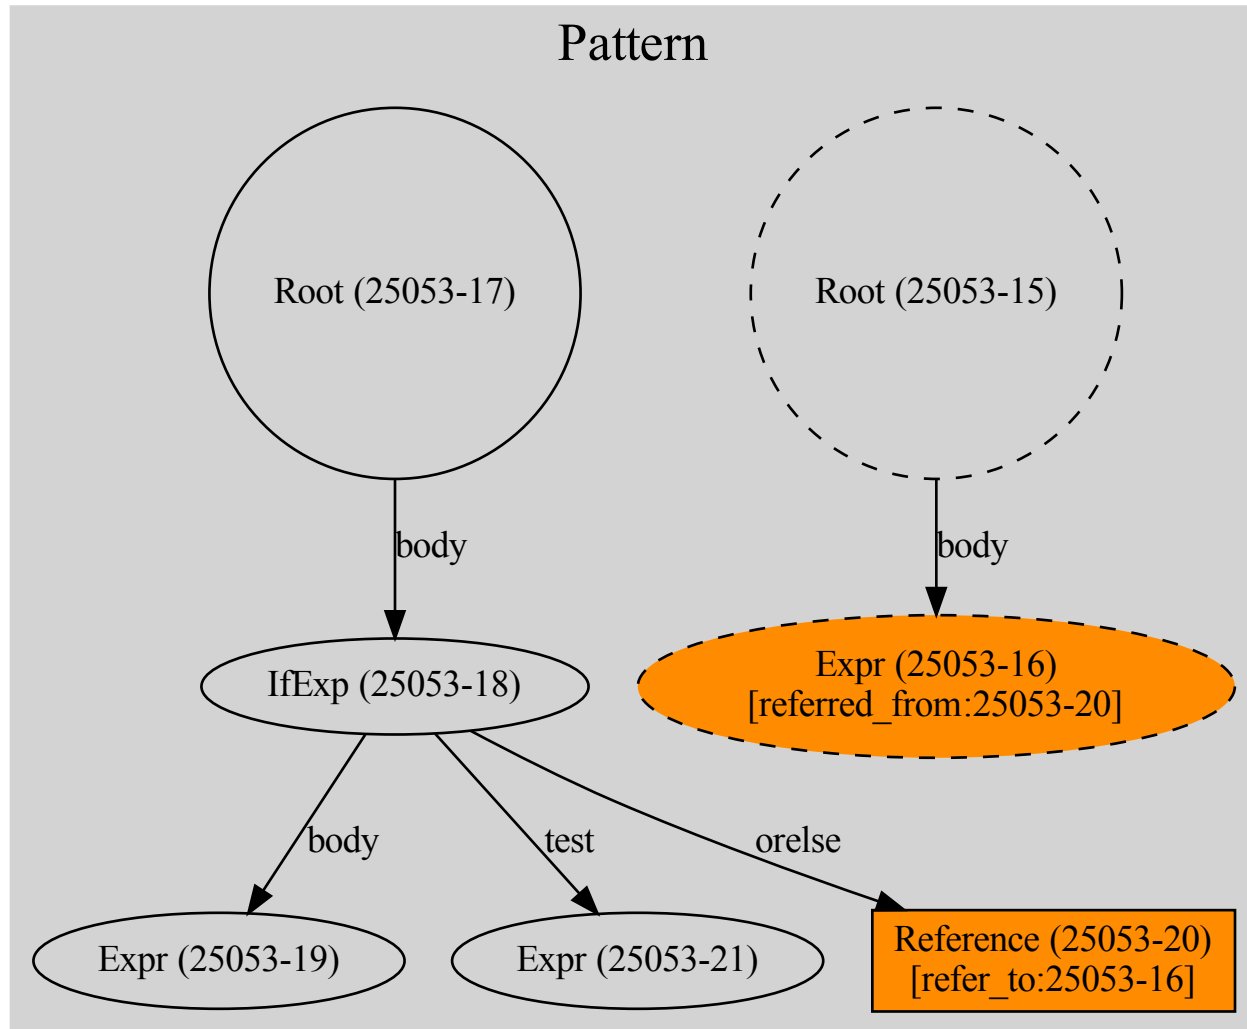 Pattern
Root (25053-17)
Root (25053-15)
body
body
IfExp (25053-18)
Expr (25053-16)
[referred_from:25053-20]
body
test
orelse
Expr (25053-19)
Expr (25053-21)
Reference (25053-20)
[refer_to:25053-16]